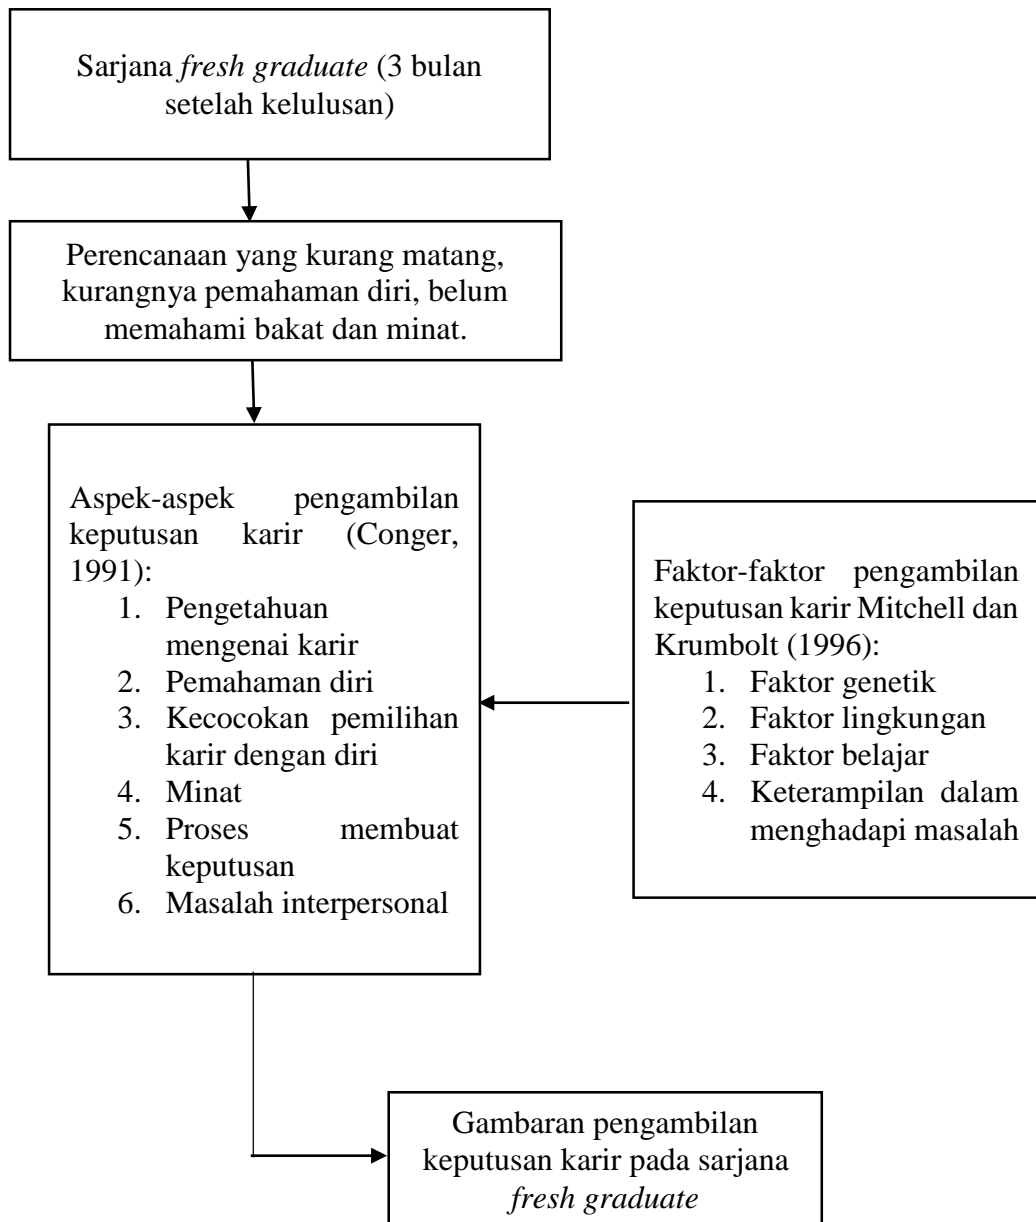 Sarjana fresh graduate (3 bulan
setelah kelulusan)
Perencanaan yang kurang matang,
kurangnya pemahaman diri, belum
memahami bakat dan minat.
Aspek-aspek pengambilan
keputusan karir (Conger,
1991):
1. Pengetahuan
mengenai karir
2. Pemahaman diri
3. Kecocokan pemilihan
karir dengan diri
4. Minat
5. Proses membuat
keputusan
6. Masalah interpersonal
Faktor-faktor pengambilan
keputusan karir Mitchell dan
Krumbolt (1996):
1. Faktor genetik
2. Faktor lingkungan
3. Faktor belajar
4. Keterampilan dalam
menghadapi masalah
Gambaran pengambilan
keputusan karir pada sarjana
fresh graduate